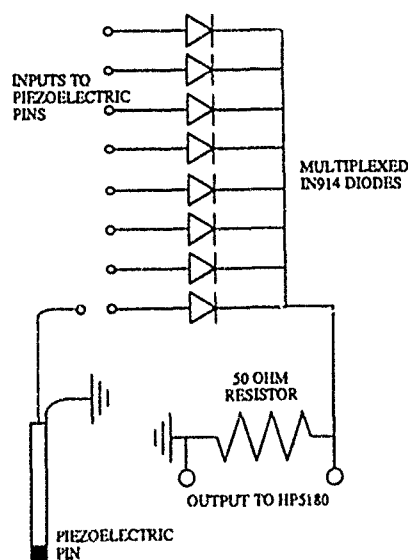 INPUTS TO
PIEZOELECTRIC
PINS
MULTIPLEXED
IN914 DIODES
50 OHM
RESISTOR
OUTPUT TO HP5180
PIEZOELECTRIC
PIN